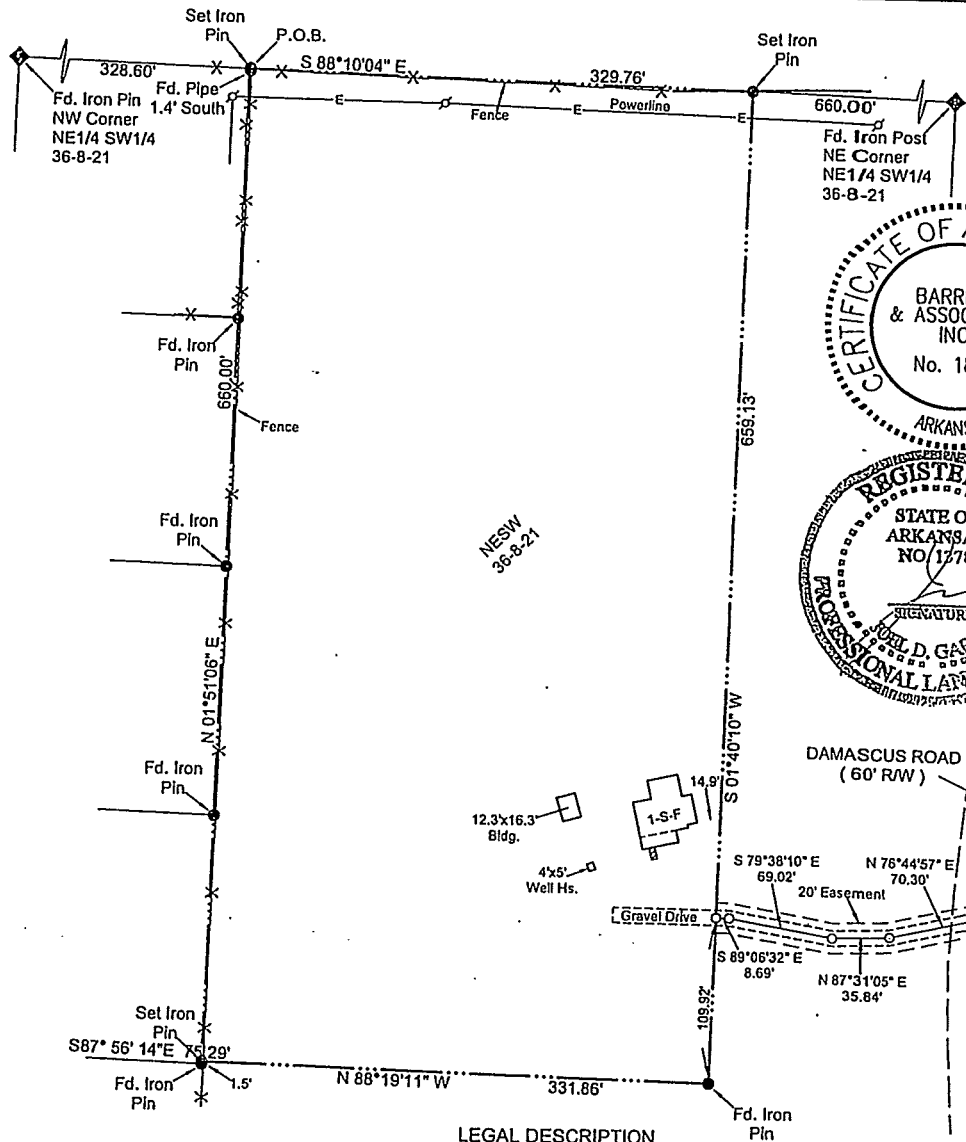 Set Iron
Pin
P.O.B.
S 88°10'04" E
Set Iron
Pin
328.60'
Fd. Pipe
1.4' South
329.76'
660.00'
Fd. Iron Pin
NW Corner
NE1/4 SW1/4
36-8-21
E
Fence
E
Powerline
E
Fd. Iron Post
NE Corner
NE1/4 SW1/4
36-8-21
CERTIFICATE OF
BARR
& ASSOC
INC
No.
ARKANS
Fd. Iron
Pin
660.00'
Fence
659.13'
REGISTE
STATE O
ARKANSA
NO
SIGNATUR
D. GA
PROFESSIONAL LAN
Fd. Iron
Pin
NESW
36-8-21
N 01°51'06" E
S 01°40'10" W
Fd. Iron
Pin
DAMASCUS ROAD
( 60' R/W )
12.3'x16.3'
Bldg.
1-S-F
14.9'
4'x5'
Well Hs.
S 79°38'10" E
69.02'
N 76°44'57" E
70.30'
20' Easement
Gravel Drive
S 89°06'32" E
8.69'
N 87°31'05" E
35.84'
109.92'
Set Iron
Pin
S87° 56' 14"E 75.29'
Fd. Iron
Pin
1.5'
N 88°19'11" W
331.86'
Fd. Iron
Pin
LEGAL DESCRIPTION